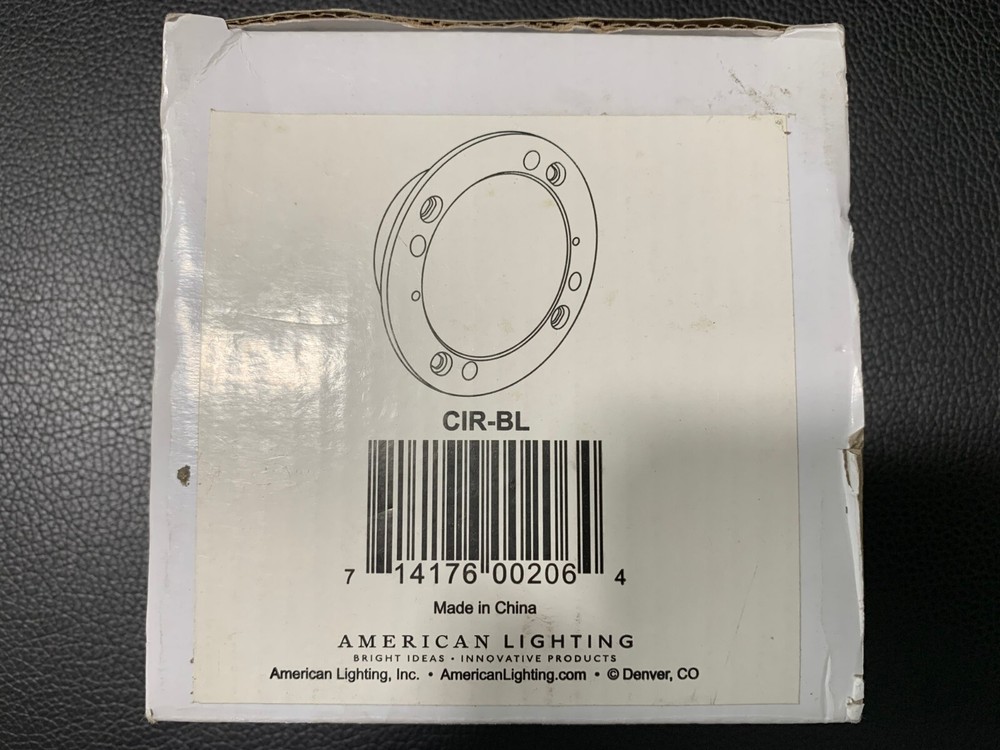 CIR-BL
7 14176 00206 4
Made in China
AMERICAN LIGHTING
BRIGHT IDEAS • INNOVATIVE PRODUCTS
American Lighting, Inc. • AmericanLighting.com • © Denver, CO